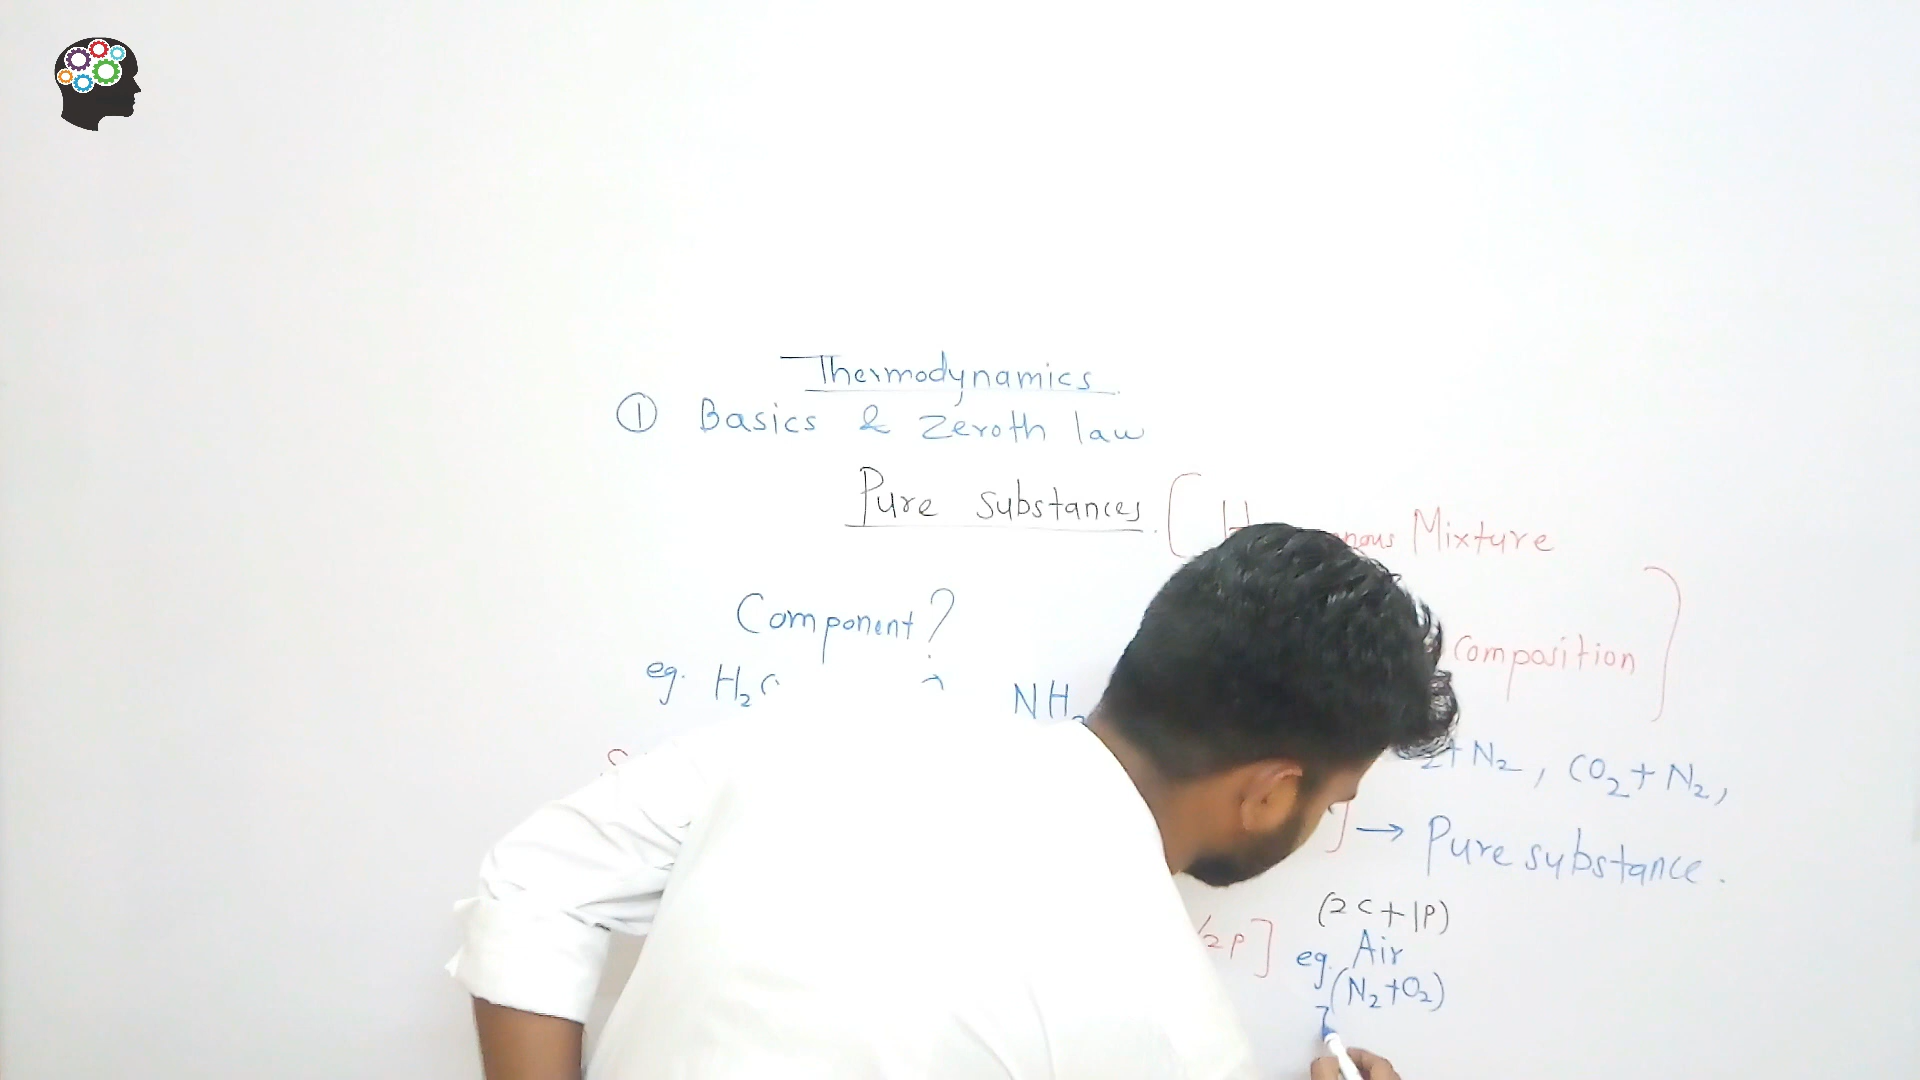 Thermodynamics
① Basics & Zeroth law
Pure substances.
Mixture
Component?
composition
eg. H₂
NH
+ N₂, CO₂ + N₂,
] → Pure substance.
(2C+1P)
/2P]
eg. Air
(N₂+O₂)